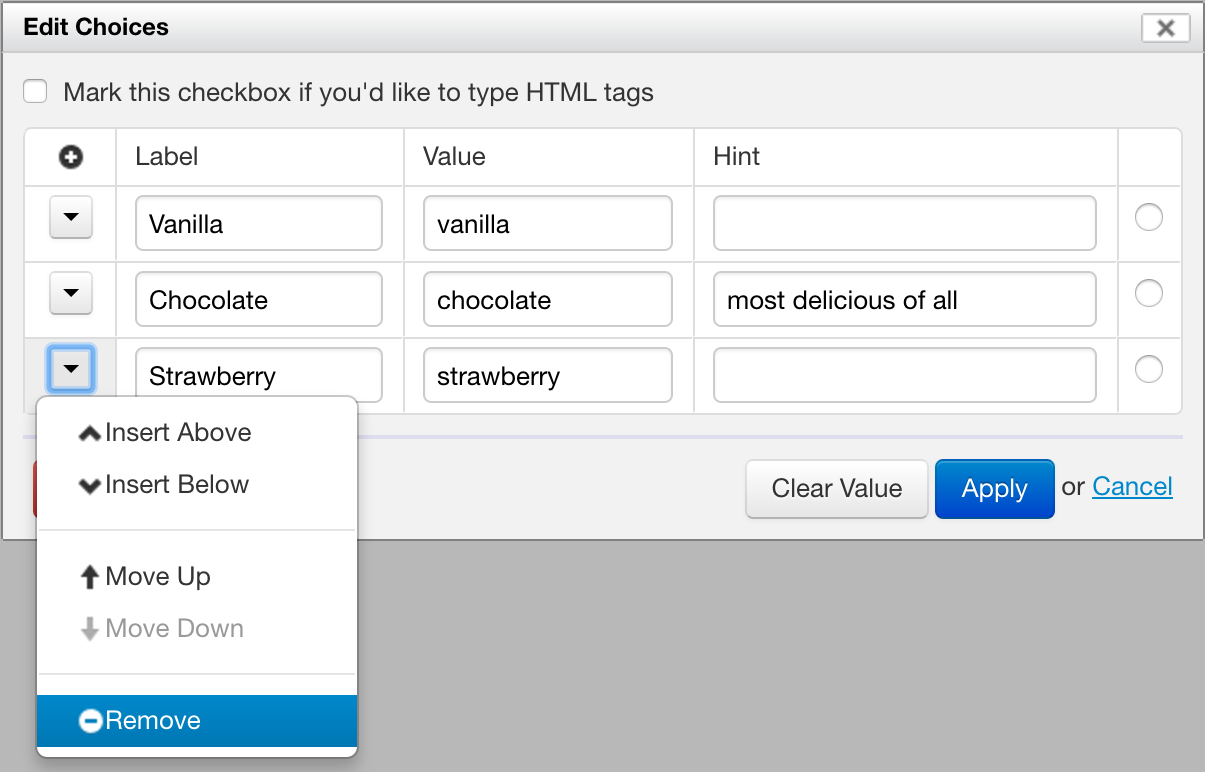 Edit Choices
Mark this checkbox if you'd like to type HTML tags
Label Value Hint
Vanilla vanilla
Chocolate chocolate most delicious of all
Strawberry strawberry
Insert Above
Insert Below
Clear Value Apply or Cancel
Move Up
Move Down
Remove